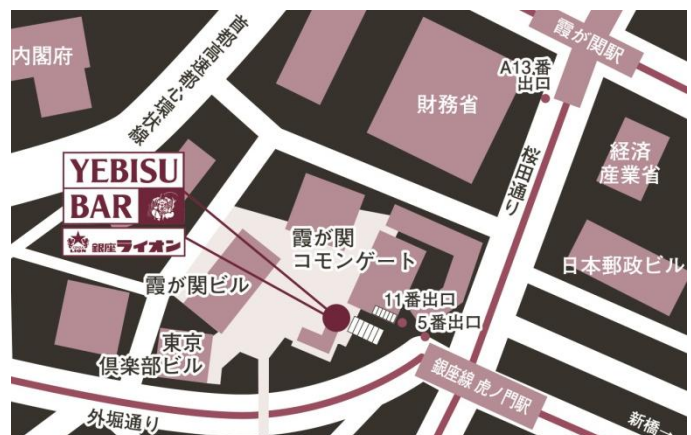 内閣府
首都高速都心環状線
霞が関駅
A13番
出口
財務省
桜田通り
経済
産業省
YEBISU
BAR
LION
銀座ライオン
霞が関
コモンゲート
霞が関ビル
日本郵政ビル
11番出口
5番出口
東京
倶楽部ビル
銀座線 虎ノ門駅
外堀通り
新橋→